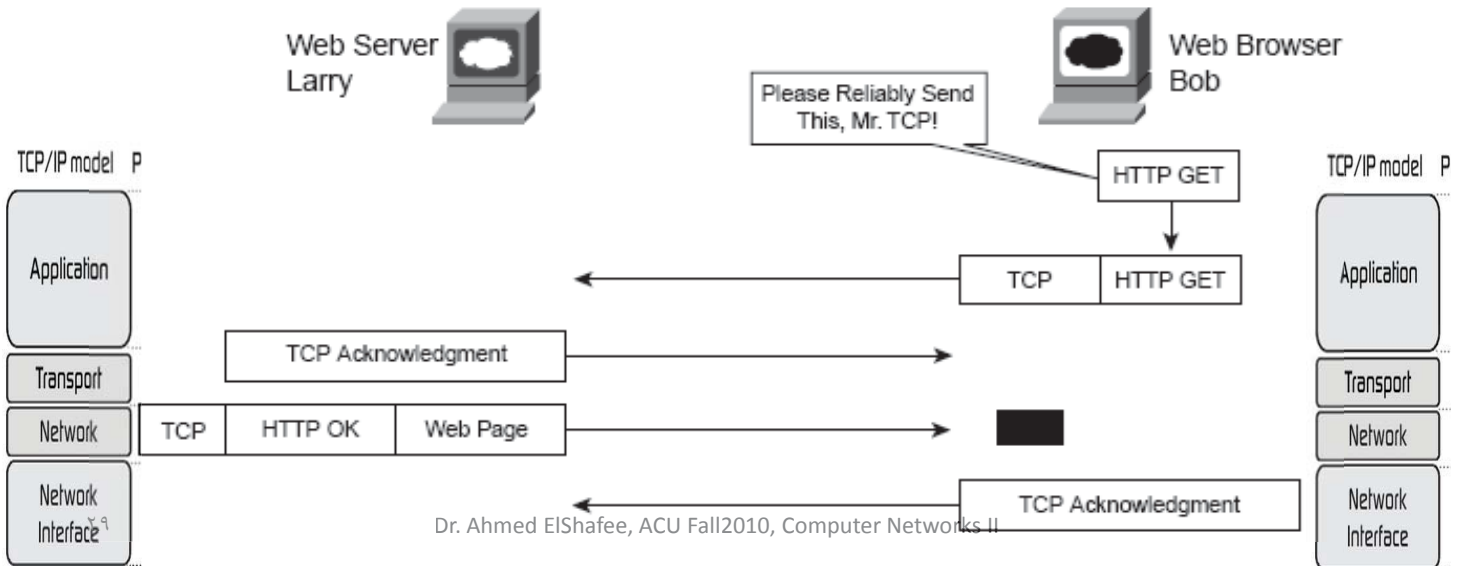 Web Server
Larry
Web Browser
Bob
Please Reliably Send
This, Mr. TCP!
TCP/IP model P
HTTP GET
TCP/IP model P
Application
TCP
HTTP GET
Application
TCP Acknowledgment
Transport
Transport
Network
TCP
HTTP OK
Web Page
Network
Network
Interface
٢٩
TCP Acknowledgment
Network
Interface
Dr. Ahmed ElShafee, ACU Fall2010, Computer Networks II